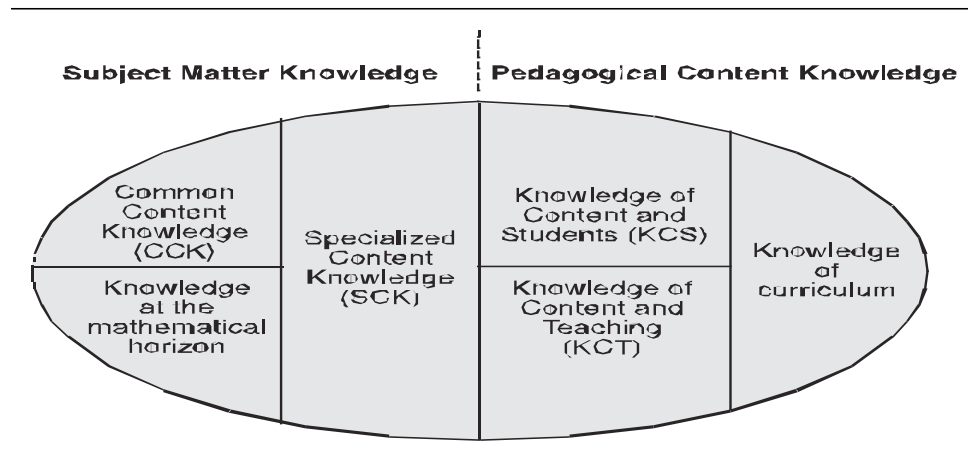 Subject Matter Knowledge
Pedagogical Content Knowledge
Common
Content
Knowledge
(CCK)
Knowledge
at the
mathematical
horizon
Specialized
Content
Knowledge
(SCK)
Knowledge of
Content and
Students (KCS)
Knowledge of
Content and
Teaching
(KCT)
Knowledge
of
curriculum